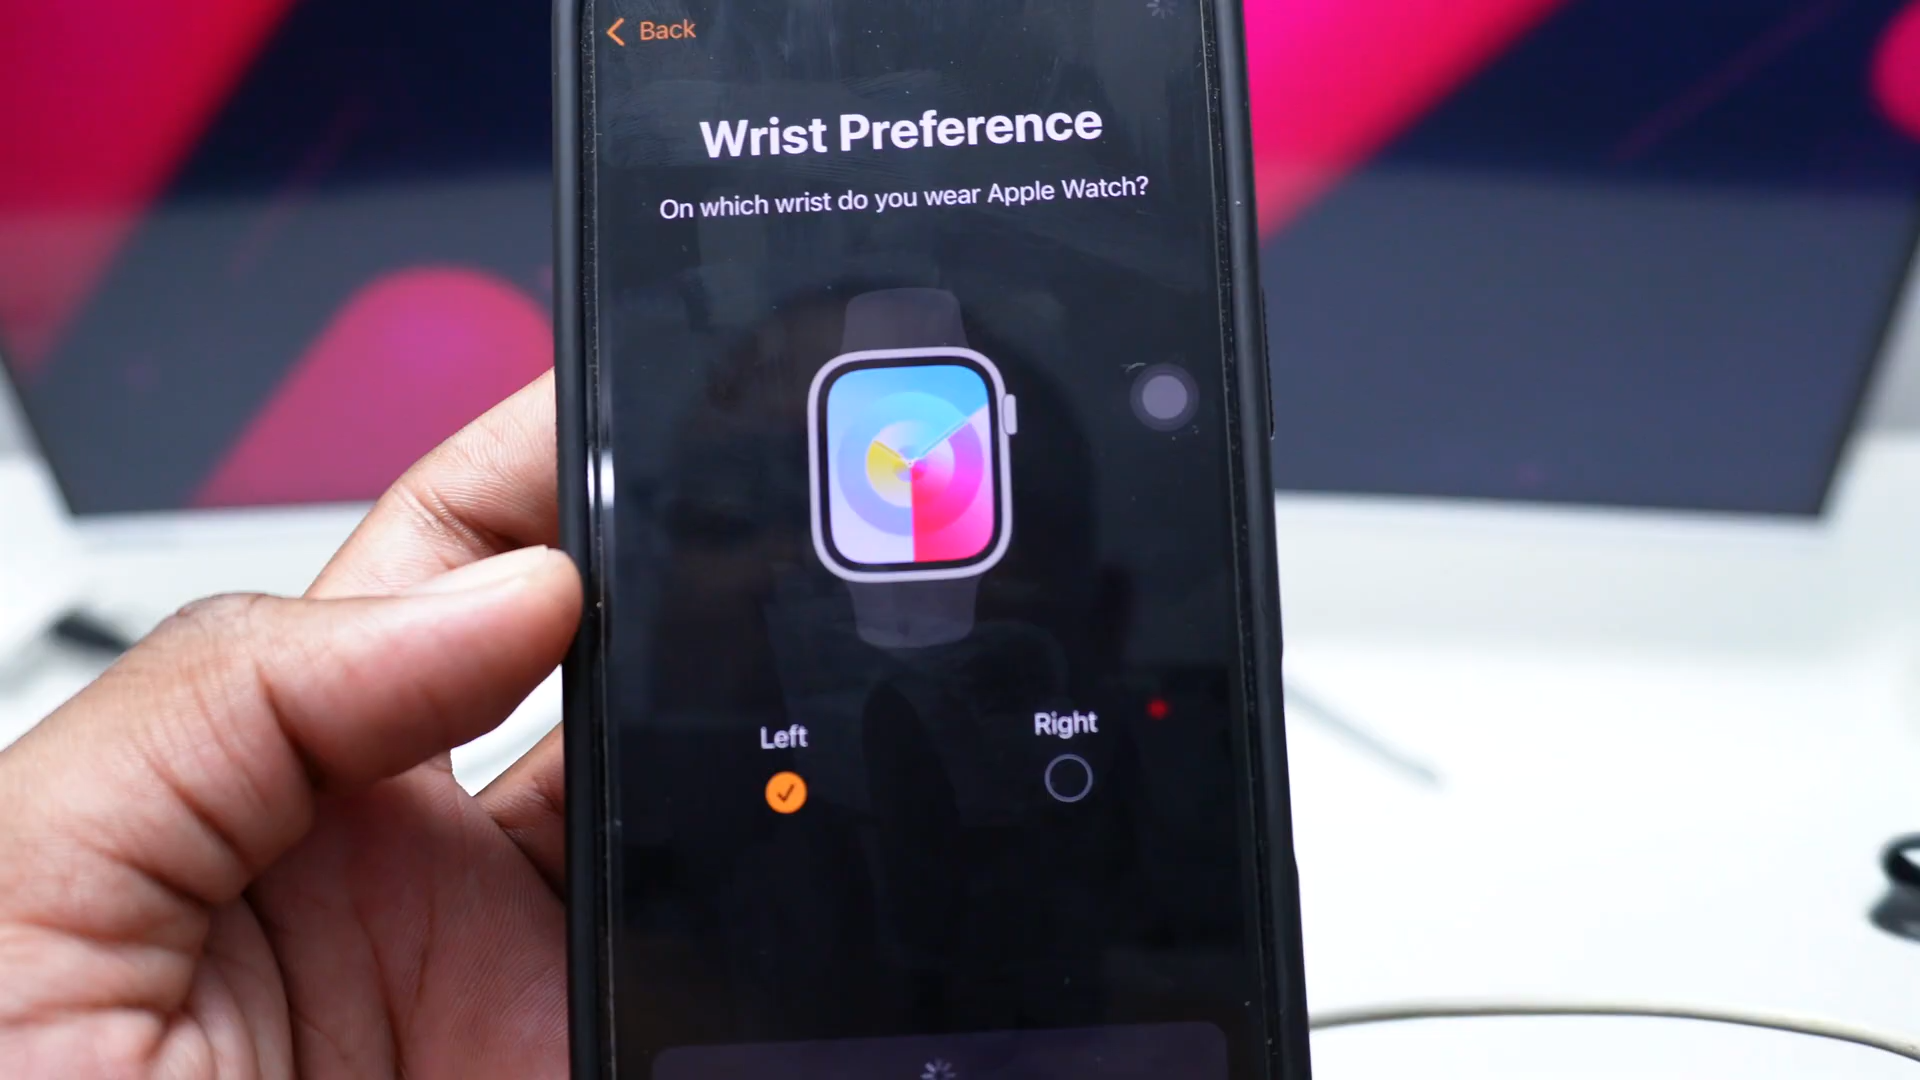 Back
Wrist Preference
On which wrist do you wear Apple Watch?
Left
Right